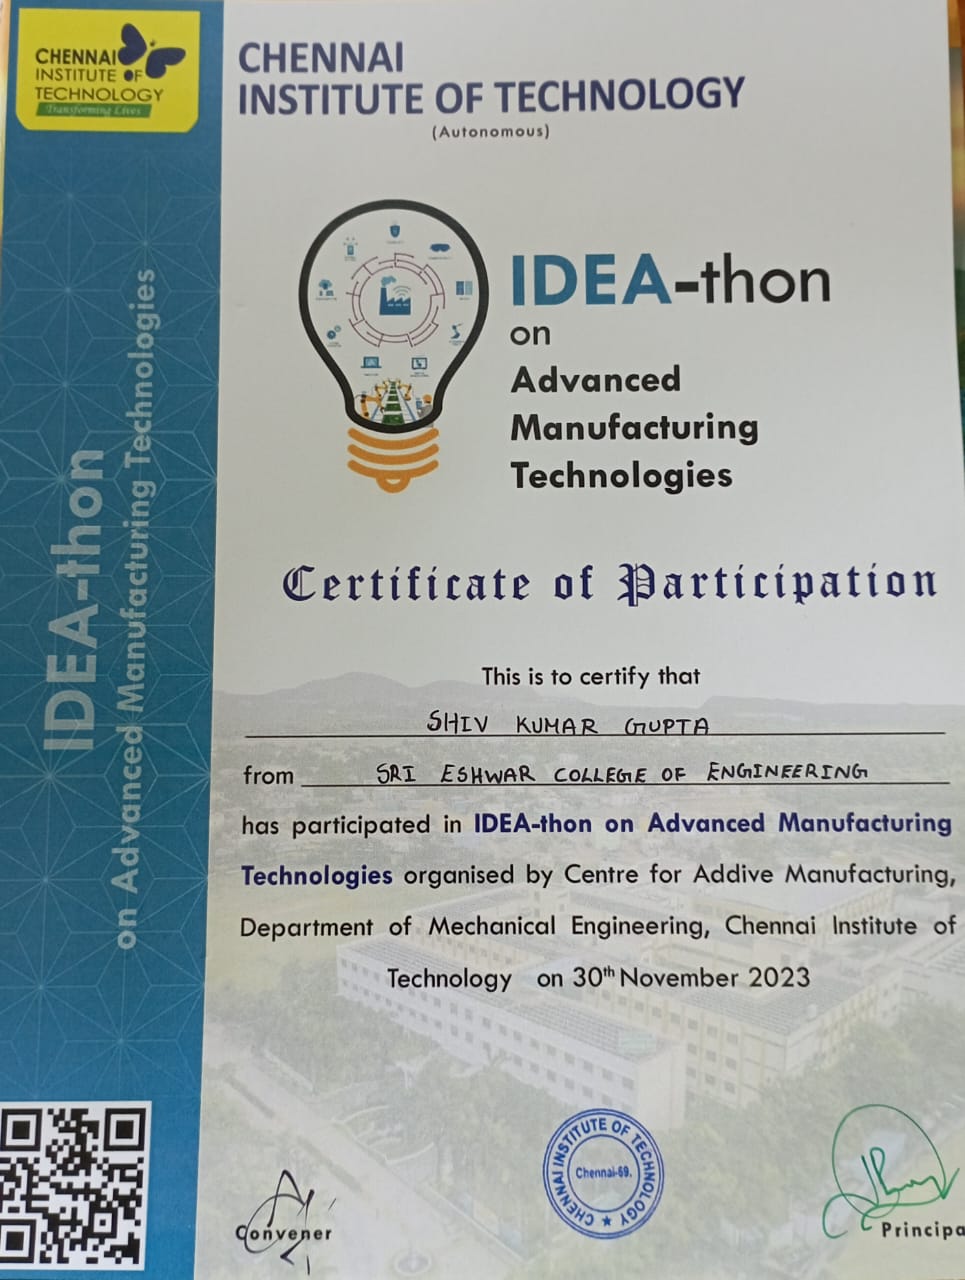 CHENNAI
INSTITUTE OF
TECHNOLOGY
Transforming Lives
CHENNAI
INSTITUTE OF TECHNOLOGY
(Autonomous)
IDEA-thon
on
Advanced
Manufacturing
Technologies
IDEA-thon
on Advanced Manufacturing Technologies
Certificate of Participation
This is to certify that
SHIV KUMAR GUPTA
from SRI ESHWAR COLLEGE OF ENGINEERING
has participated in IDEA-thon on Advanced Manufacturing
Technologies organised by Centre for Addive Manufacturing,
Department of Mechanical Engineering, Chennai Institute of
Technology on 30th November 2023
CHENNAI INSTITUTE OF TECHNOLOGY
Chennai-69.
Convener
Principa